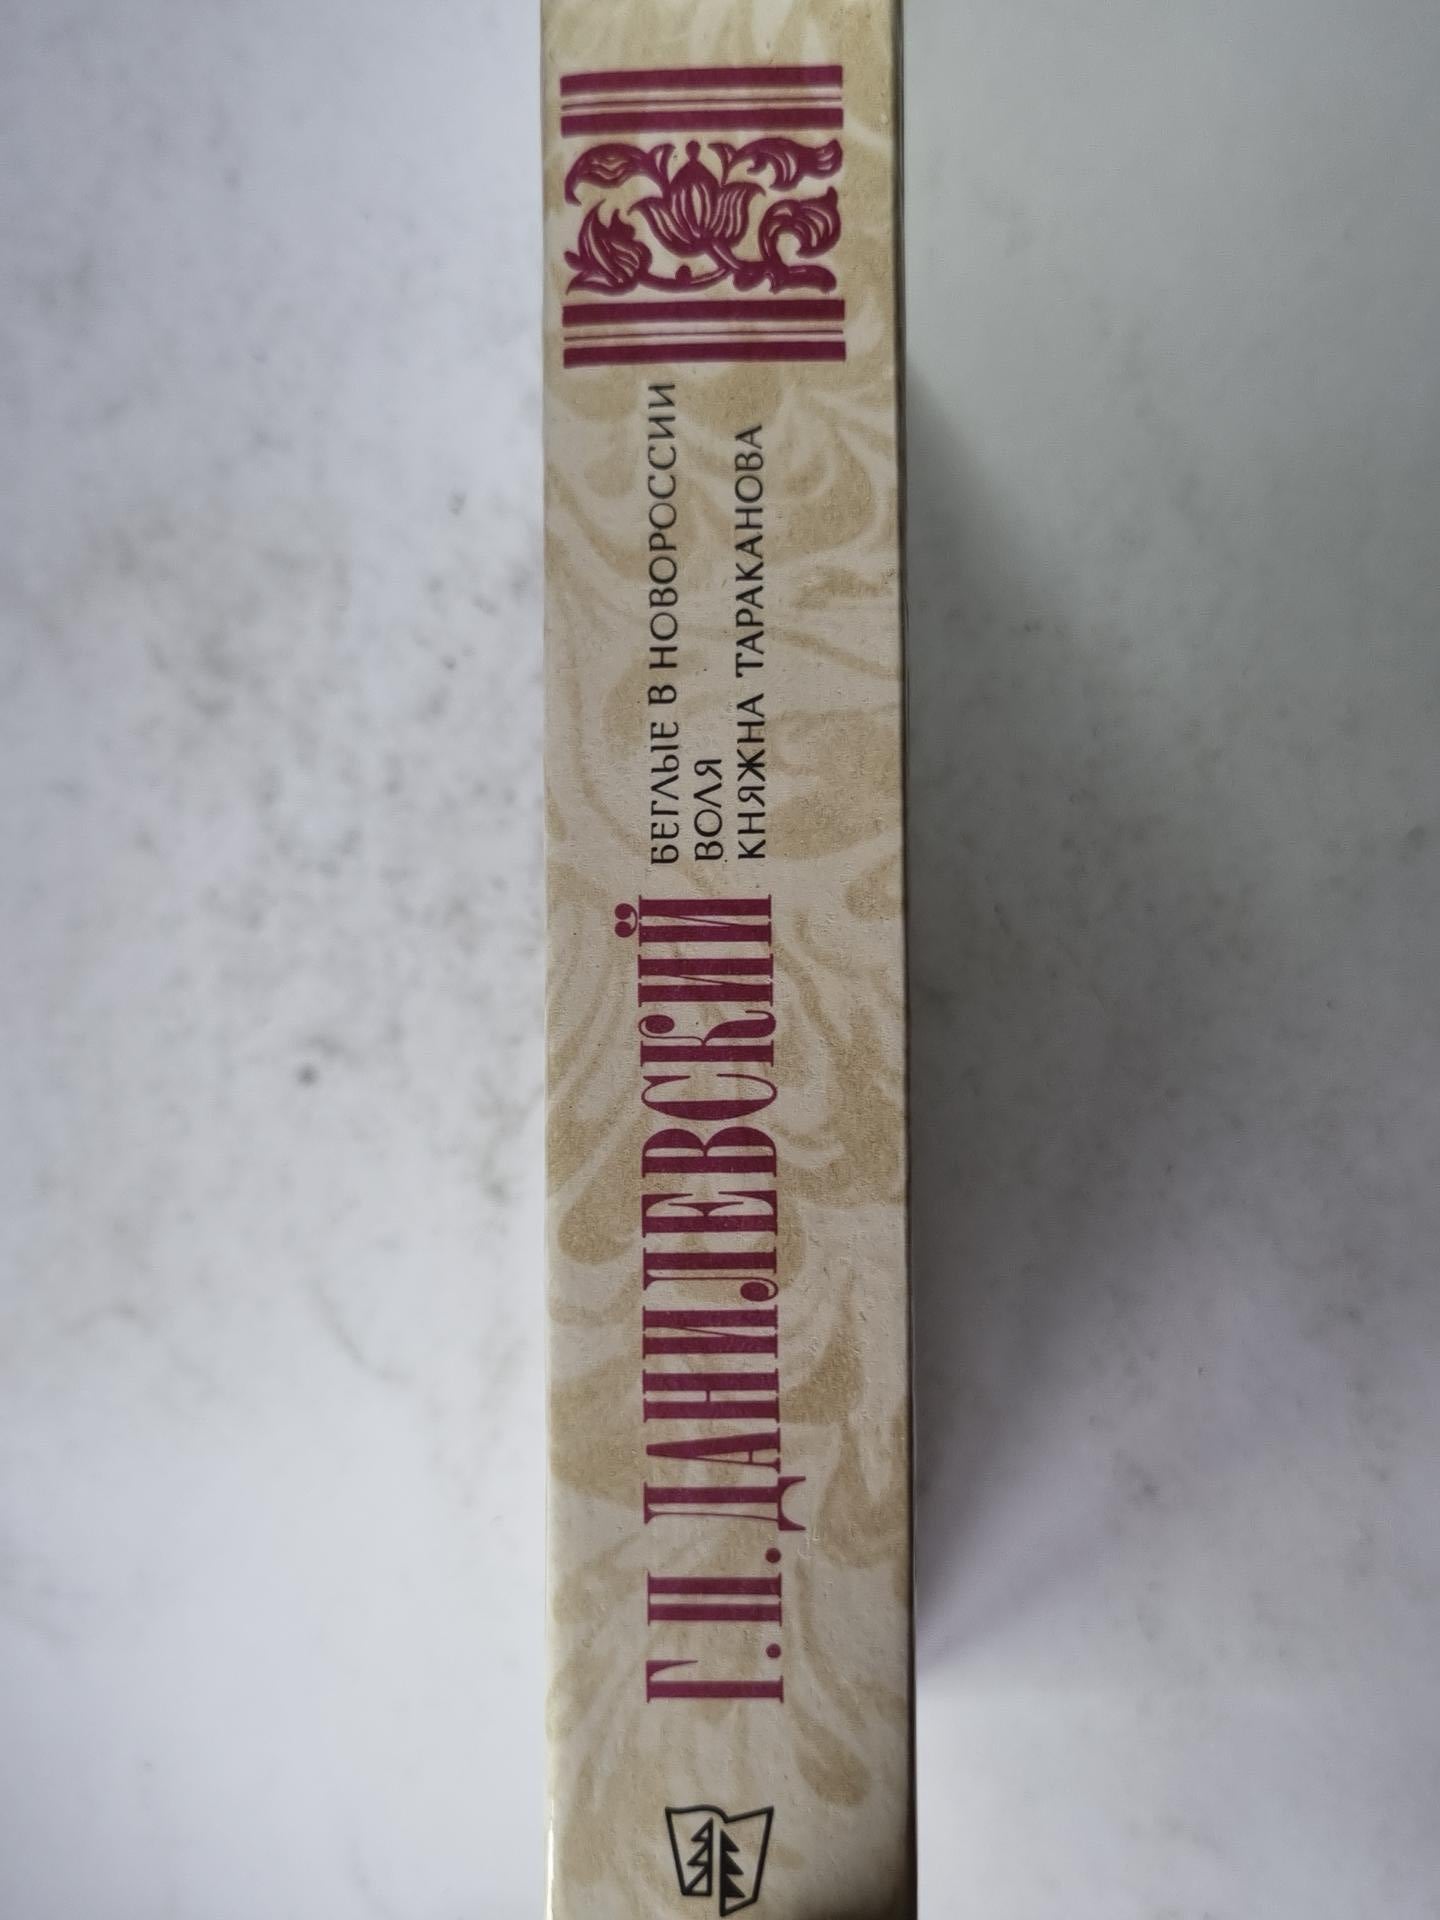 Г.П. ДАНИЛЕВСКИЙ
БЕГЛЫЕ В НОВОРОССИИ
ВОЛЯ
КНЯЖНА ТАРАКАНОВА